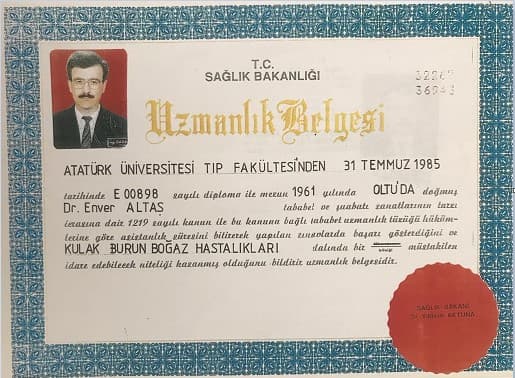 T.C.
SAĞLIK BAKANLIĞI
36943
Uzmanlık Belgesi
ATATÜRK ÜNİVERSİTESİ TIP FAKÜLTESİNDEN 31 TEMMUZ 1985
tarihinde E 00898 sayılı diploma ile mezun 1961 yılında OLTU'DA doğmuş
Dr. Enver ALTAŞ tababet ve şuabatı sanatlarının tarzı
icrasına dair 1219 sayılı kanun ile bu kanuna bağlı tababet uzmanlık tüzüğü hüküm-
lerine göre asistanlık süresini bitirerek yapılan sınavlarda başarı gösterdiğini ve
KULAK BURUN BOĞAZ HASTALIKLARI dalında bir müstakilen
idare edebilecek niteliği kazanmış olduğunu bildirir uzmanlık belgesidir.
SAĞLIK BAKANI